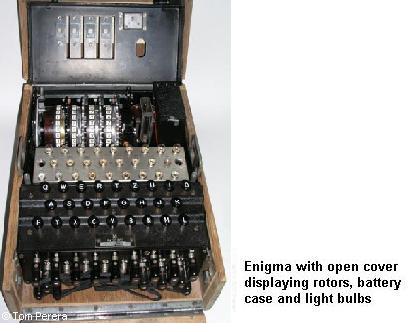 Q W E R T Z U I O
A S D F G H J K
Enigma with open cover
displaying rotors, battery
case and light bulbs
© Tom Perera